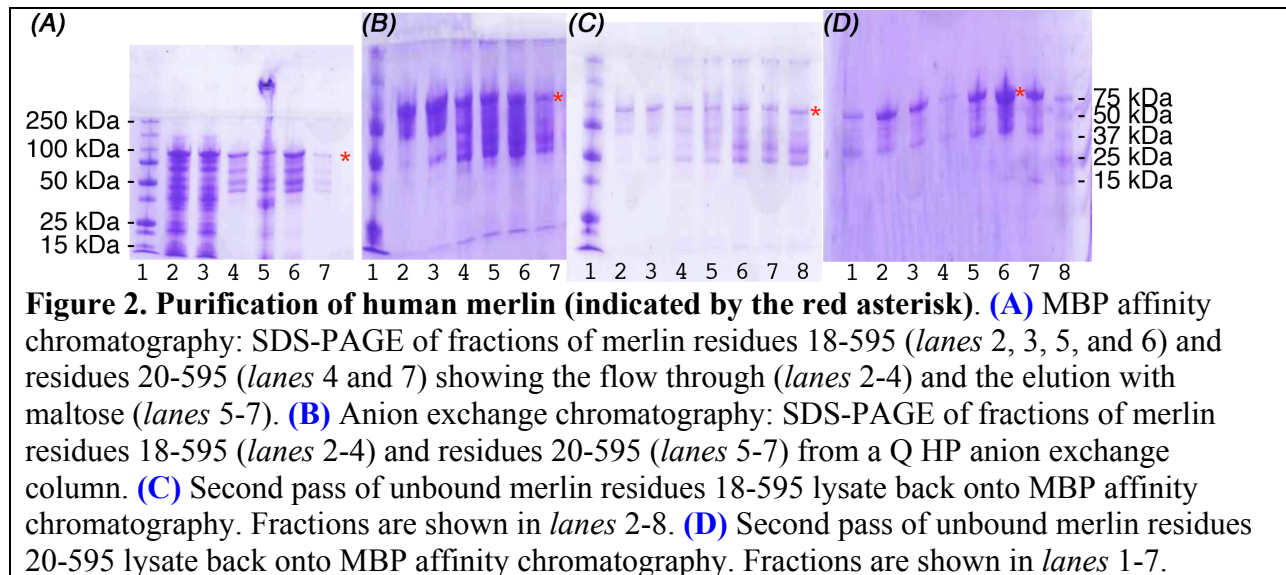 (A)
(B)
(C)
(D)
250 kDa -
100 kDa -
50 kDa -
25 kDa -
15 kDa -
*
*
*
*
- 75 kDa
- 50 kDa
- 37 kDa
- 25 kDa
- 15 kDa
1 2 3 4 5 6 7
1 2 3 4 5 6 7
1 2 3 4 5 6 7 8
1 2 3 4 5 6 7 8
Figure 2. Purification of human merlin (indicated by the red asterisk). (A) MBP affinity
chromatography: SDS-PAGE of fractions of merlin residues 18-595 (lanes 2, 3, 5, and 6) and
residues 20-595 (lanes 4 and 7) showing the flow through (lanes 2-4) and the elution with
maltose (lanes 5-7). (B) Anion exchange chromatography: SDS-PAGE of fractions of merlin
residues 18-595 (lanes 2-4) and residues 20-595 (lanes 5-7) from a Q HP anion exchange
column. (C) Second pass of unbound merlin residues 18-595 lysate back onto MBP affinity
chromatography. Fractions are shown in lanes 2-8. (D) Second pass of unbound merlin residues
20-595 lysate back onto MBP affinity chromatography. Fractions are shown in lanes 1-7.